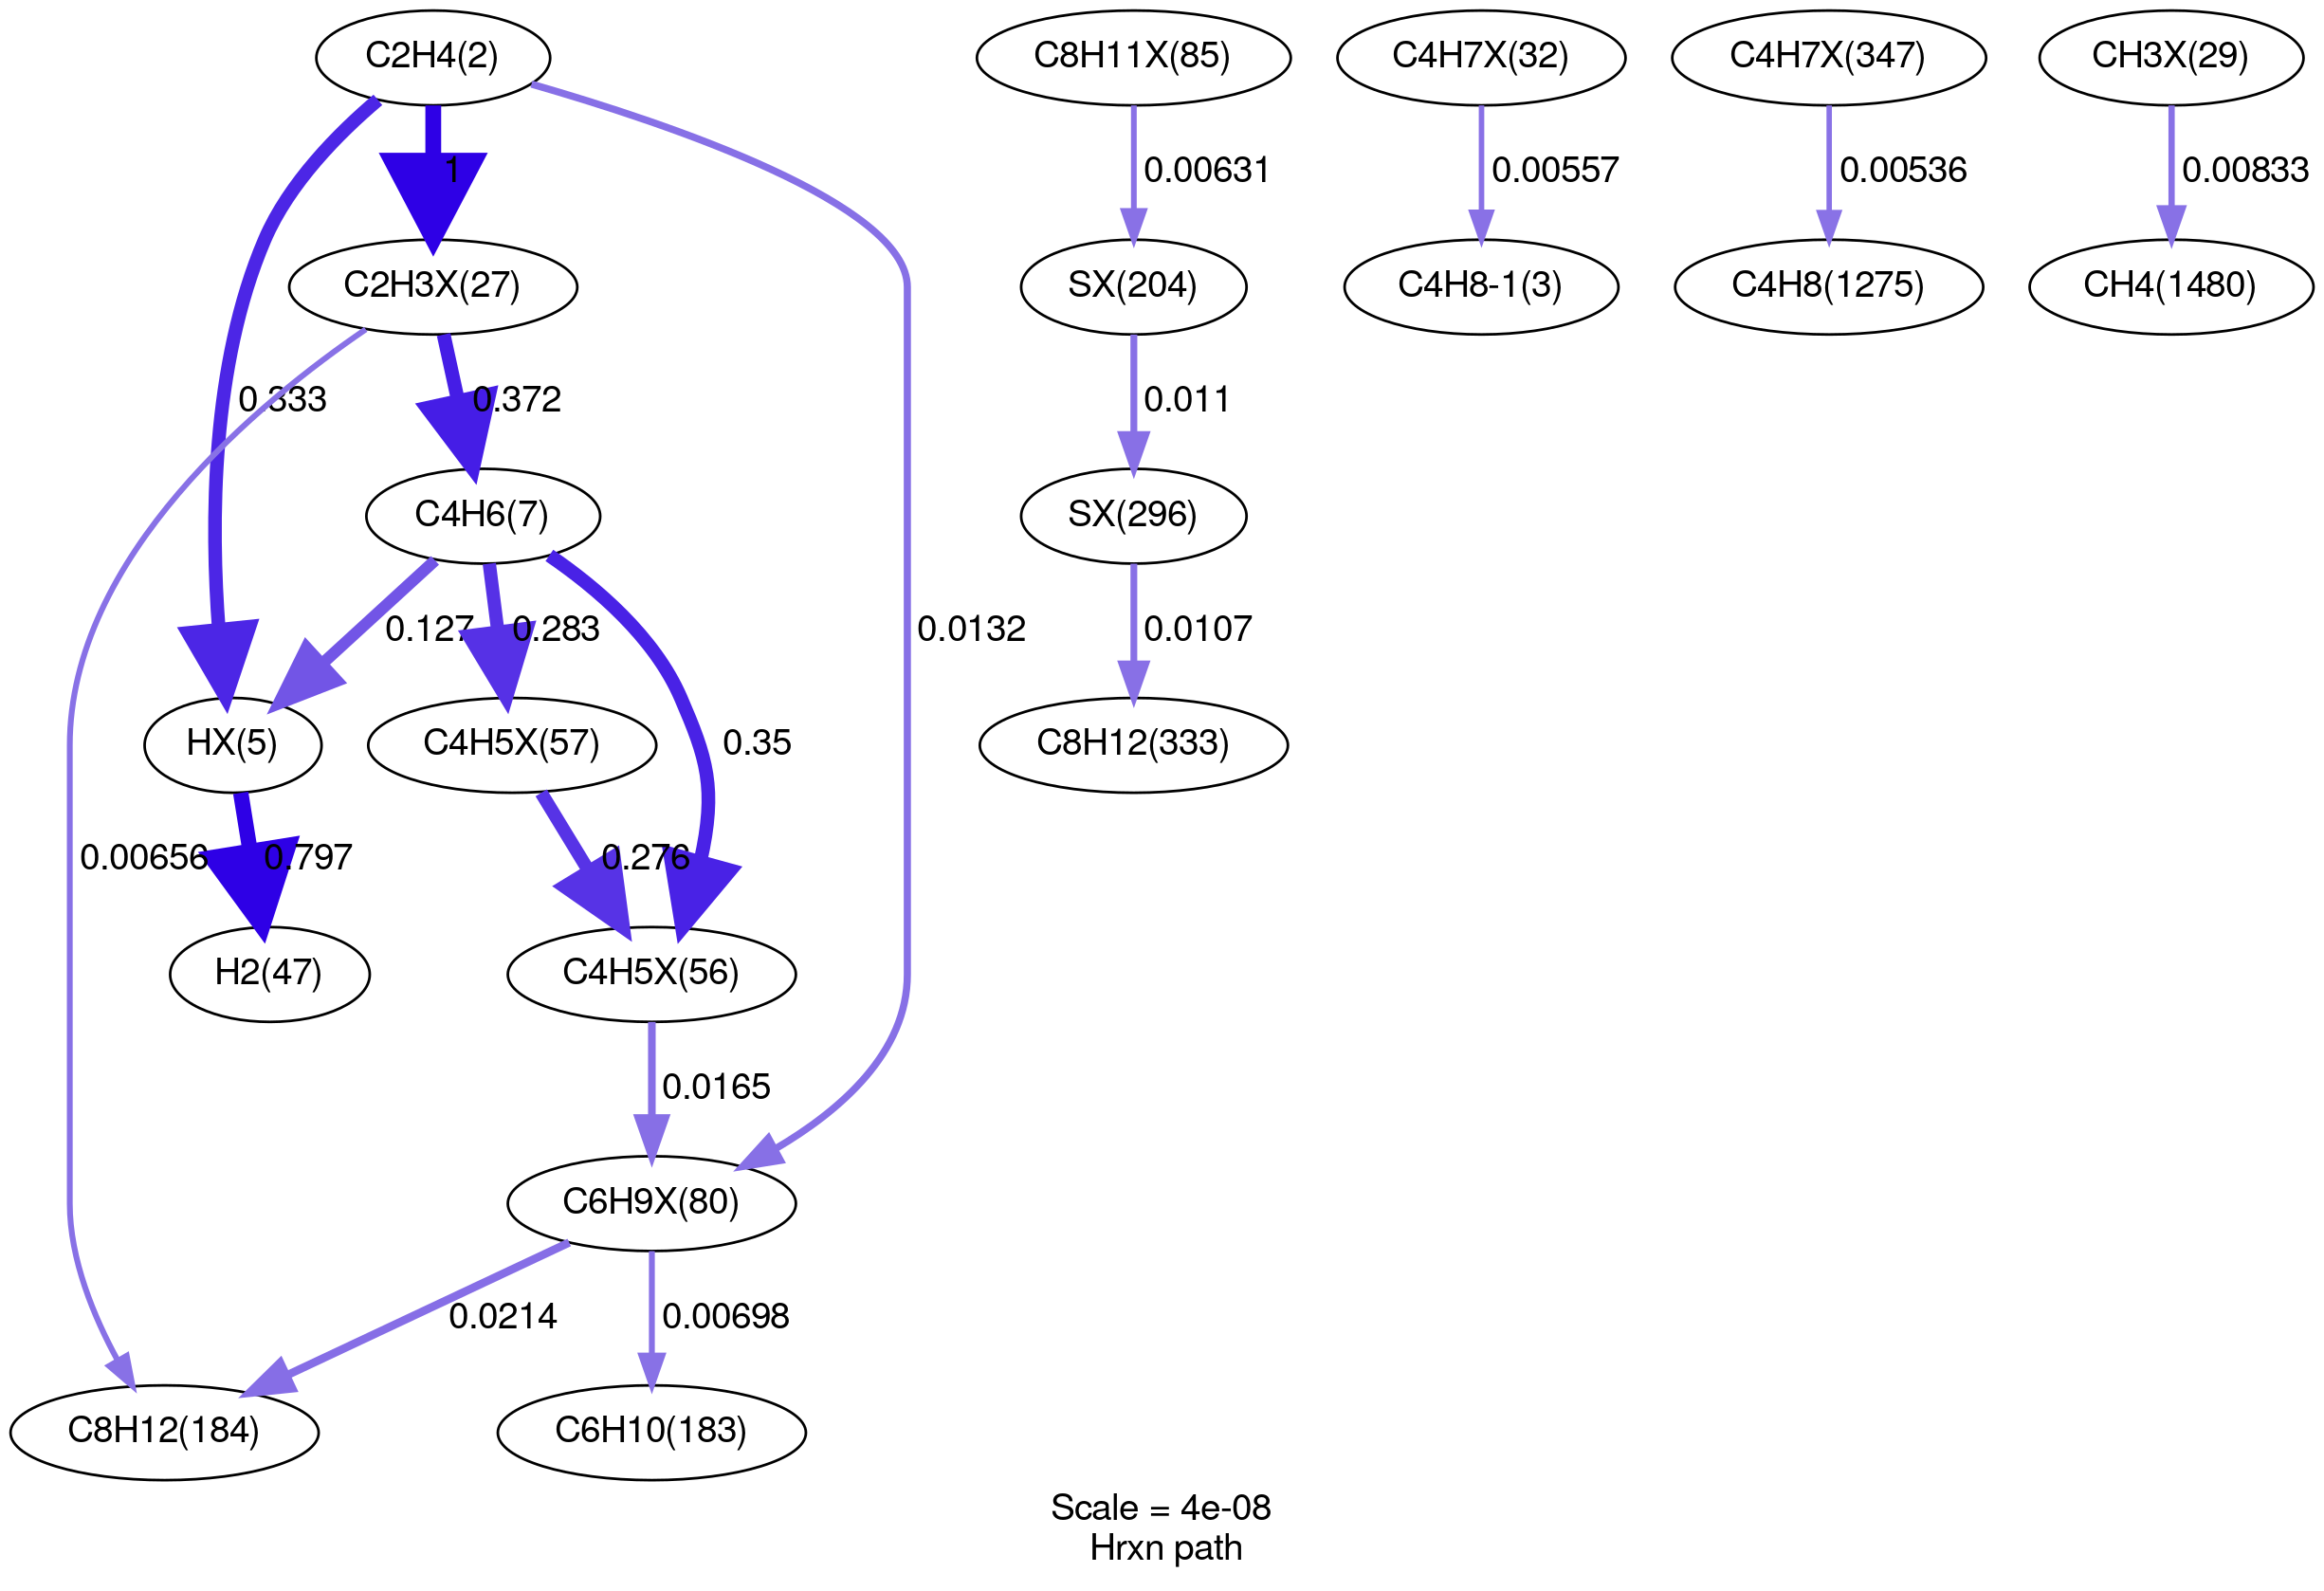 C2H4(2)
C8H11X(85)
C4H7X(32)
C4H7X(347)
CH3X(29)
1
0.00631
0.00557
0.00536
0.00833
C2H3X(27)
SX(204)
C4H8-1(3)
C4H8(1275)
CH4(1480)
0.333
0.372
0.011
C4H6(7)
SX(296)
0.127
0.283
0.0132
0.0107
HX(5)
C4H5X(57)
0.35
C8H12(333)
0.00656
0.797
0.276
H2(47)
C4H5X(56)
0.0165
C6H9X(80)
0.0214
0.00698
C8H12(184)
C6H10(183)
Scale = 4e-08
Hrxn path